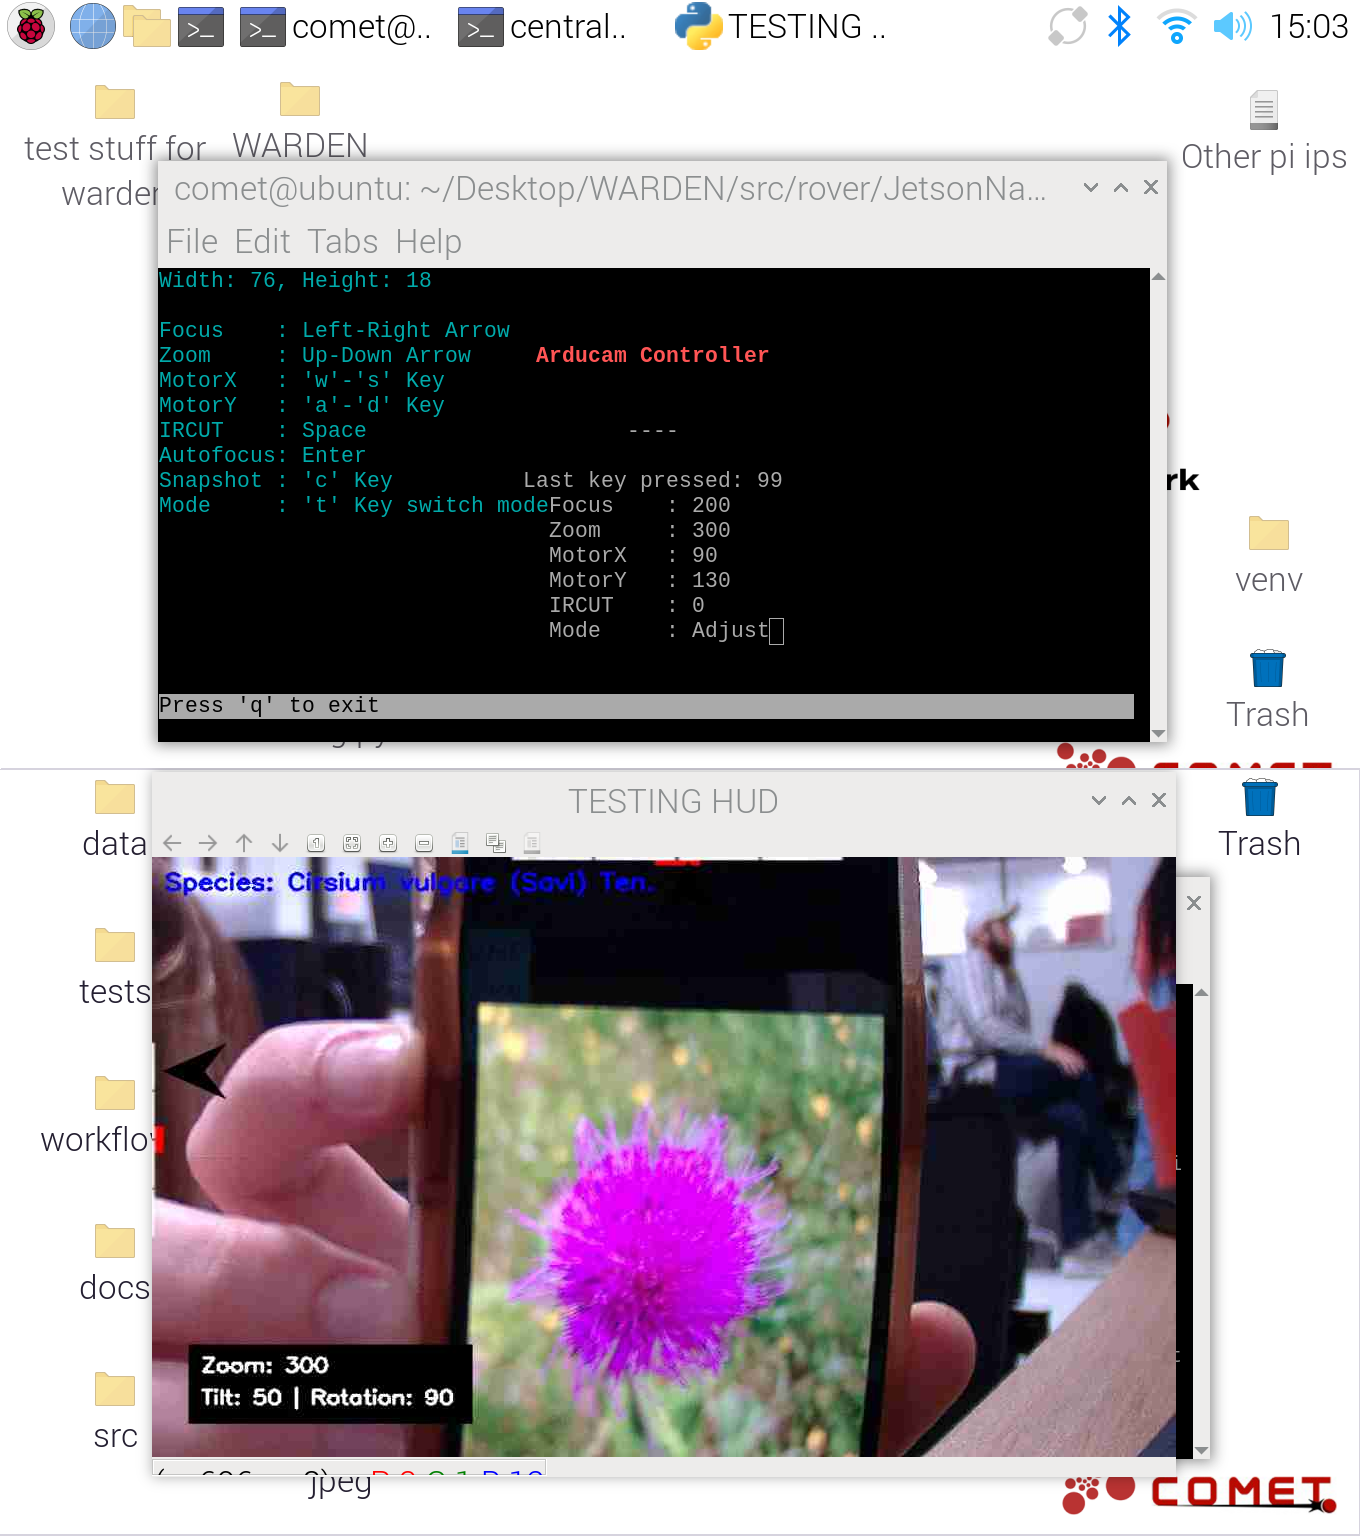 comet@..
central..
TESTING ..
15:03
test stuff for
warden
WARDEN
Other pi ips
comet@ubuntu: ~/Desktop/WARDEN/src/rover/JetsonNa...
File Edit Tabs Help
Width: 76, Height: 18
Focus : Left-Right Arrow
Zoom : Up-Down Arrow
Arducam Controller
MotorX : 'w'-'s' Key
MotorY : 'a'-'d' Key
IRCUT : Space
----
Autofocus: Enter
Snapshot : 'c' Key
Last key pressed: 99
Mode : 't' Key switch mode
Focus : 200
Zoom : 300
MotorX : 90
MotorY : 130
IRCUT : 0
Mode : Adjust
Press 'q' to exit
rk
venv
Trash
TESTING HUD
data
tests
workflow
docs
src
Trash
Species: Cirsium vulgare (Savi) Ten.
Zoom: 300
Tilt: 50 | Rotation: 90
jpeg
COMET